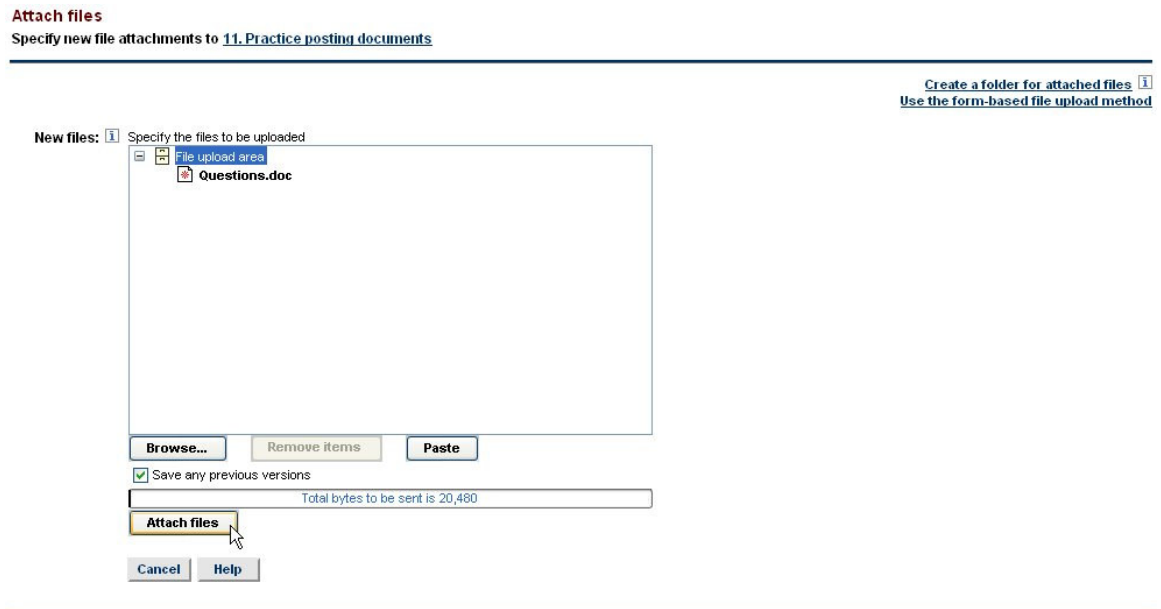 Attach files
Specify new file attachments to 11. Practice posting documents
Create a folder for attached files
Use the form-based file upload method
New files: Specify the files to be uploaded
File upload area
Questions.doc
Browse... Remove items Paste
Save any previous versions
Total bytes to be sent is 20,480
Attach files
Cancel Help